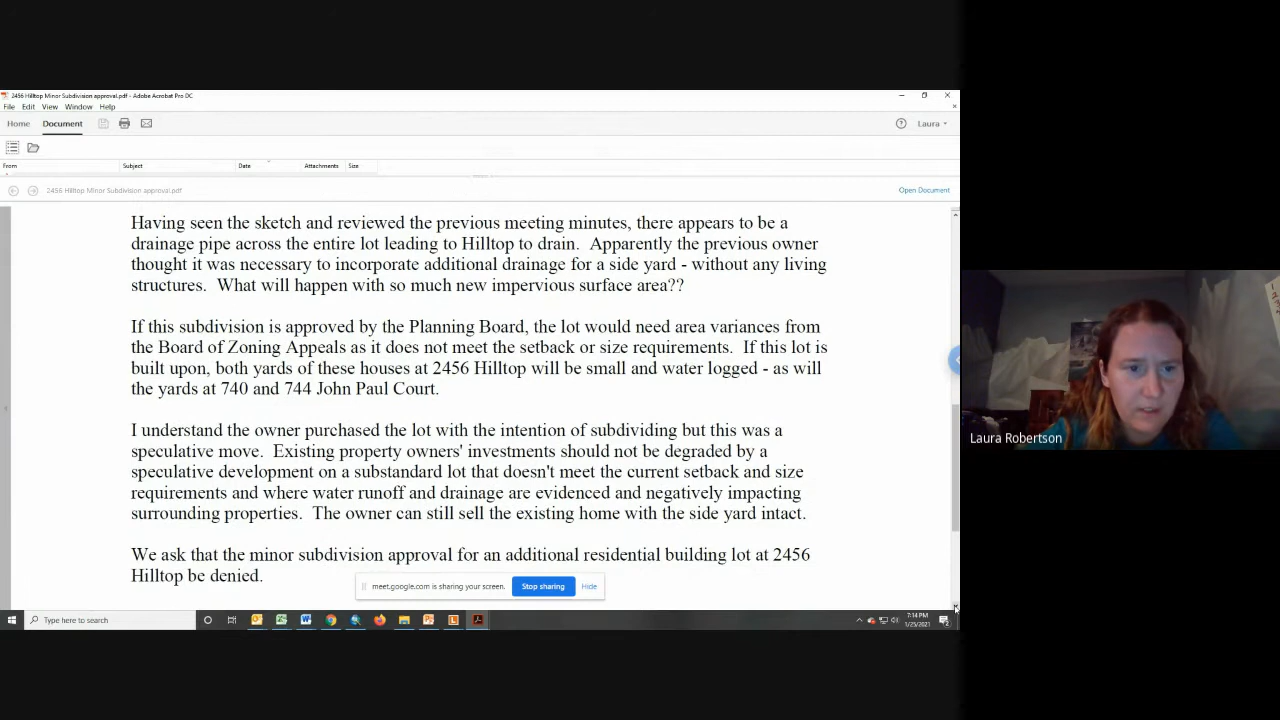 2456 Hilltop Minor Subdivision approval.pdf - Adobe Acrobat Pro DC
File Edit View Window Help
Home Document Laura
From Subject Date Attachments Size
2456 Hilltop Minor Subdivision approval.pdf Open Document
Having seen the sketch and reviewed the previous meeting minutes, there appears to be a
drainage pipe across the entire lot leading to Hilltop to drain. Apparently the previous owner
thought it was necessary to incorporate additional drainage for a side yard - without any living
structures. What will happen with so much new impervious surface area??
If this subdivision is approved by the Planning Board, the lot would need area variances from
the Board of Zoning Appeals as it does not meet the setback or size requirements. If this lot is
built upon, both yards of these houses at 2456 Hilltop will be small and water logged - as will
the yards at 740 and 744 John Paul Court.
I understand the owner purchased the lot with the intention of subdividing but this was a
speculative move. Existing property owners' investments should not be degraded by a
speculative development on a substandard lot that doesn't meet the current setback and size
requirements and where water runoff and drainage are evidenced and negatively impacting
surrounding properties. The owner can still sell the existing home with the side yard intact.
We ask that the minor subdivision approval for an additional residential building lot at 2456
Hilltop be denied.
meet.google.com is sharing your screen. Stop sharing Hide
Type here to search
7:14 PM
1/25/2021
Laura Robertson